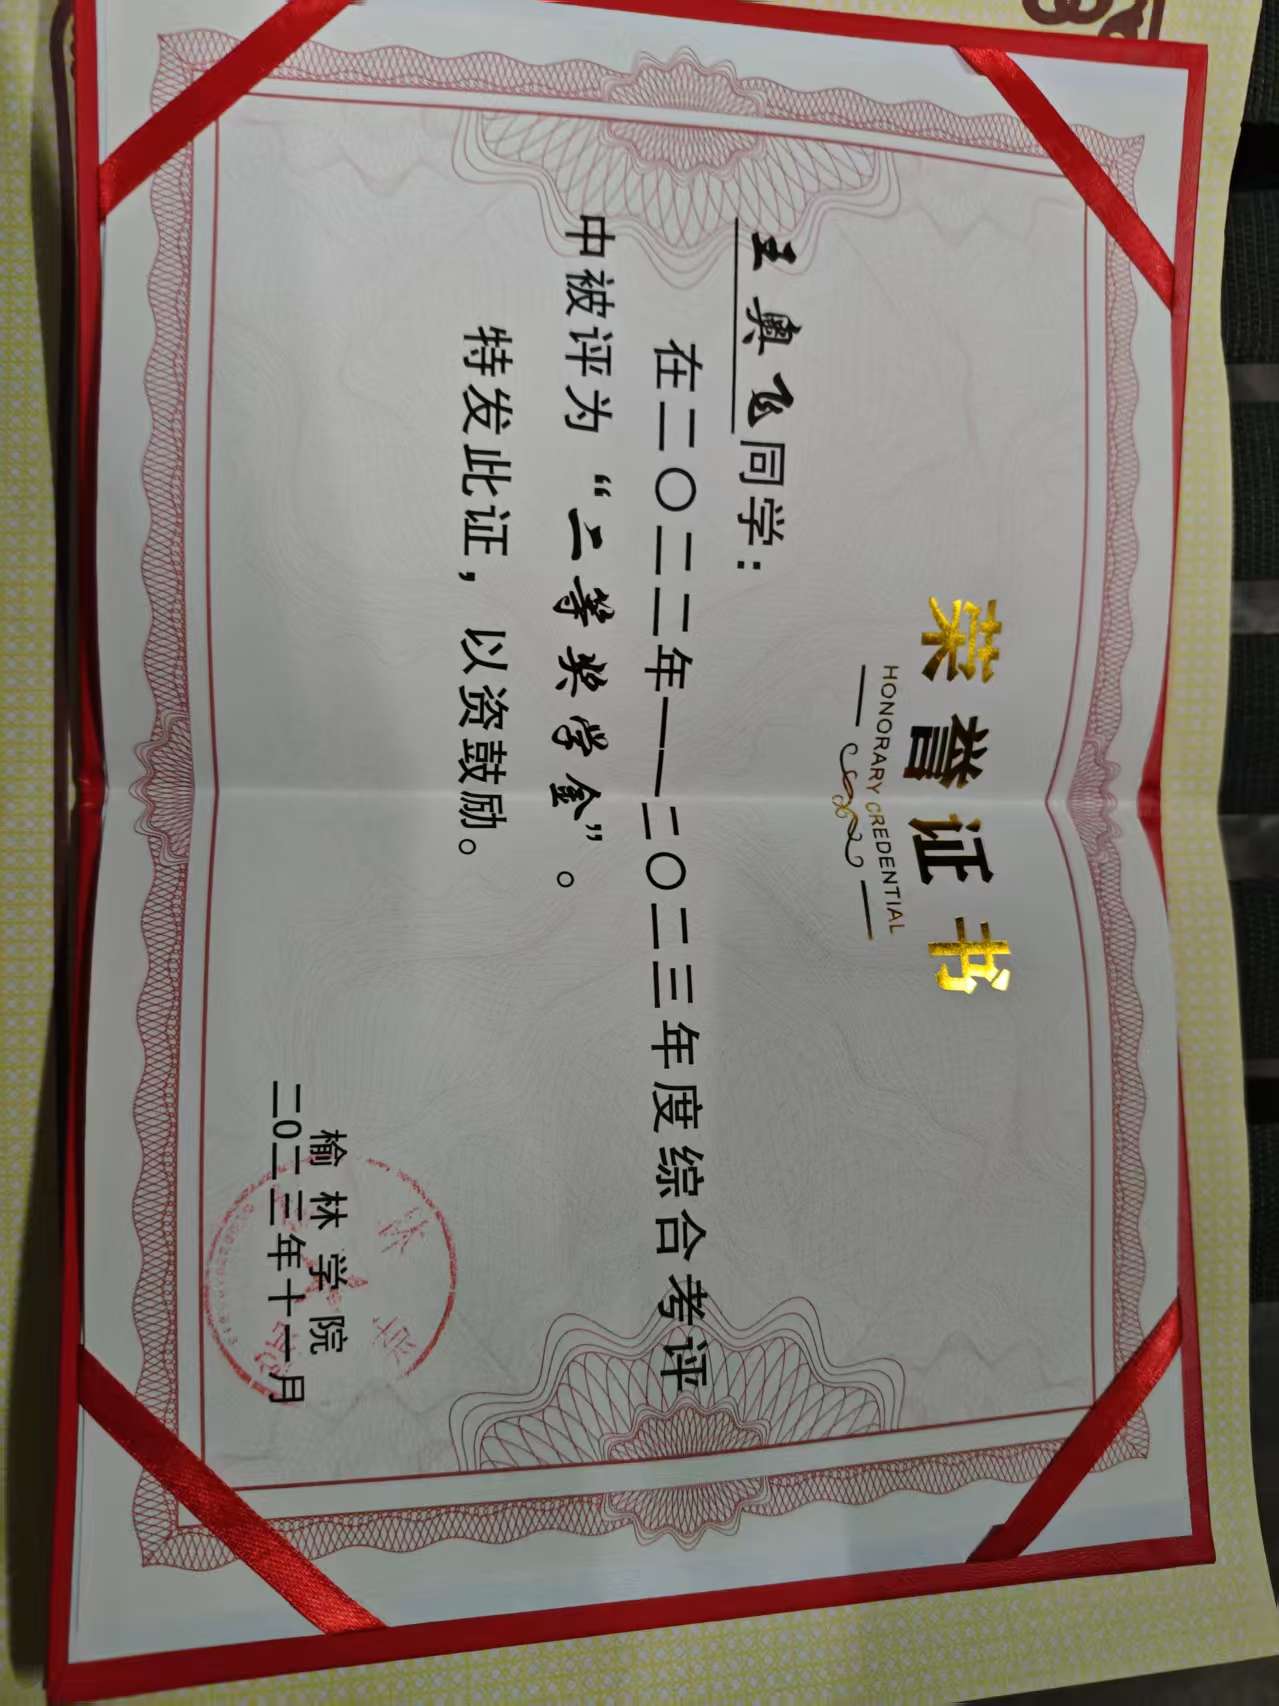 荣誉证书
HONORARY CREDENTIAL
王奥飞同学：
在二〇二二年——二〇二三年度综合考评
中被评为“二等奖学金”。
特发此证，以资鼓励。
榆林学院
二0二三年十一月